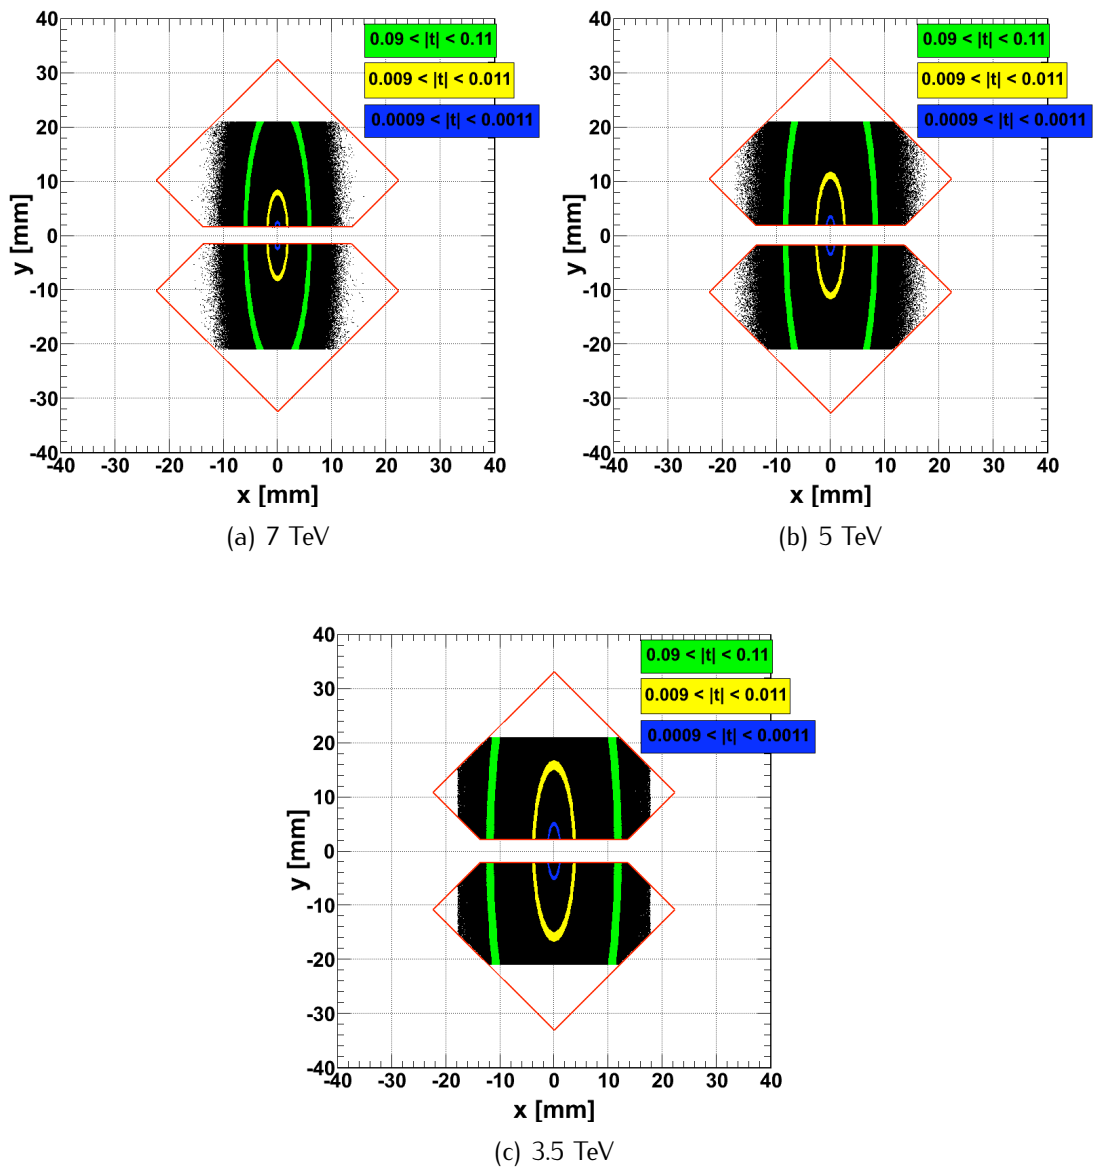 40
30
20
10
0
-10
-20
-30
-40
-40 -30 -20 -10 0 10 20 30 40
y [mm]
x [mm]
0.09 < |t| < 0.11
0.009 < |t| < 0.011
0.0009 < |t| < 0.0011
(a) 7 TeV
40
30
20
10
0
-10
-20
-30
-40
-40 -30 -20 -10 0 10 20 30 40
y [mm]
x [mm]
0.09 < |t| < 0.11
0.009 < |t| < 0.011
0.0009 < |t| < 0.0011
(b) 5 TeV
40
30
20
10
0
-10
-20
-30
-40
-40 -30 -20 -10 0 10 20 30 40
y [mm]
x [mm]
0.09 < |t| < 0.11
0.009 < |t| < 0.011
0.0009 < |t| < 0.0011
(c) 3.5 TeV